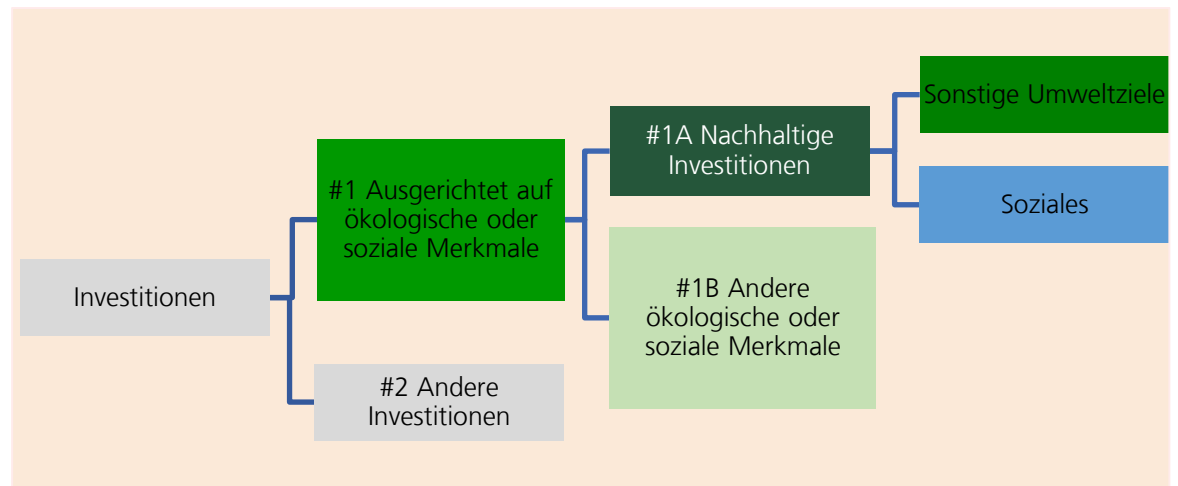 Investitionen
#1 Ausgerichtet auf
ökologische oder
soziale Merkmale
#2 Andere
Investitionen
#1A Nachhaltige
Investitionen
#1B Andere
ökologische oder
soziale Merkmale
Sonstige Umweltziele
Soziales